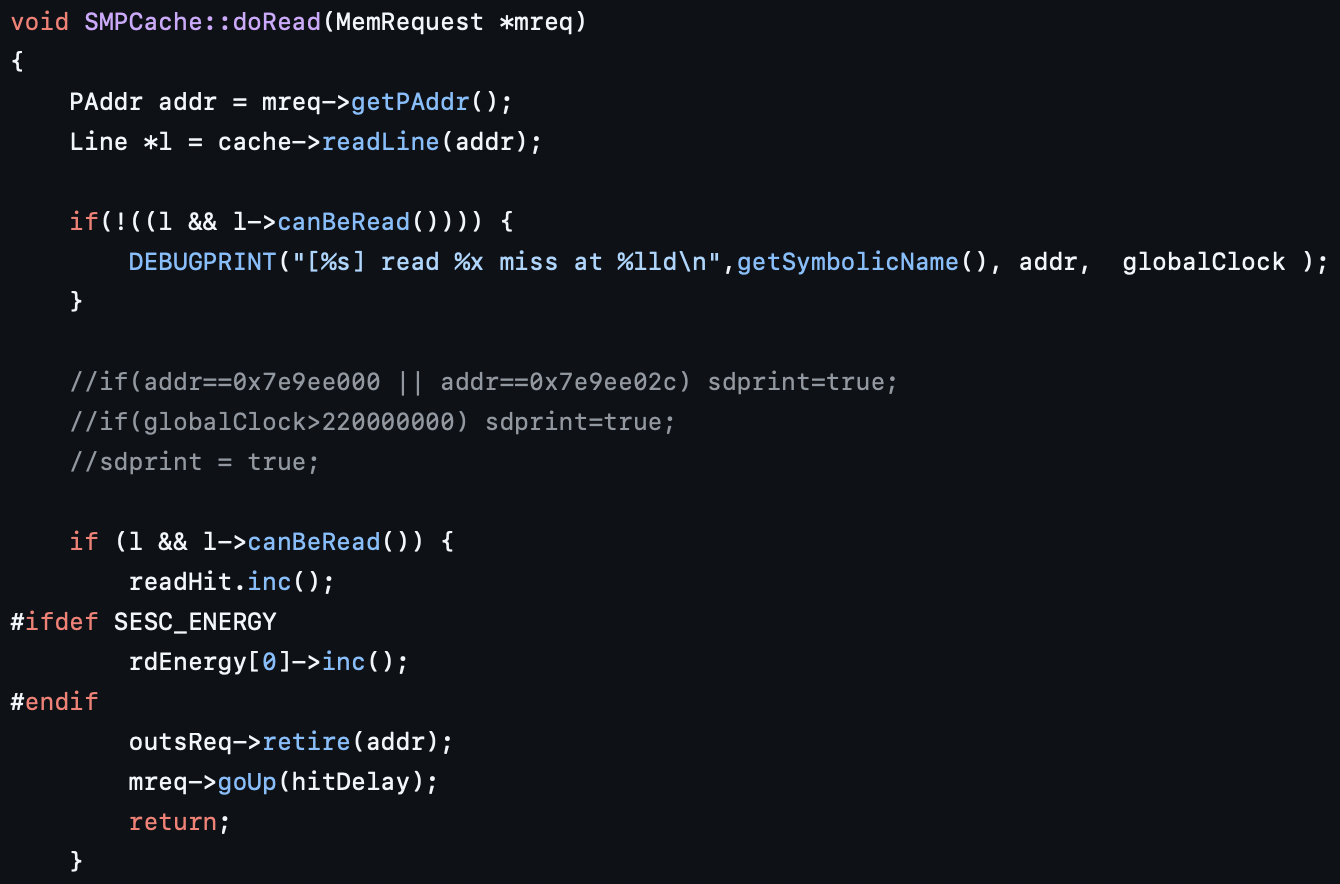 void SMPCache::doRead(MemRequest *mreq)
{
    PAddr addr = mreq->getPAddr();
    Line *l = cache->readLine(addr);

    if(!((l && l->canBeRead()))) {
        DEBUGPRINT("[%s] read %x miss at %lld\n",getSymbolicName(), addr,  globalClock );
    }

    //if(addr==0x7e9ee000 || addr==0x7e9ee02c) sdprint=true;
    //if(globalClock>220000000) sdprint=true;
    //sdprint = true;

    if (l && l->canBeRead()) {
        readHit.inc();
#ifdef SESC_ENERGY
        rdEnergy[0]->inc();
#endif
        outsReq->retire(addr);
        mreq->goUp(hitDelay);
        return;
    }